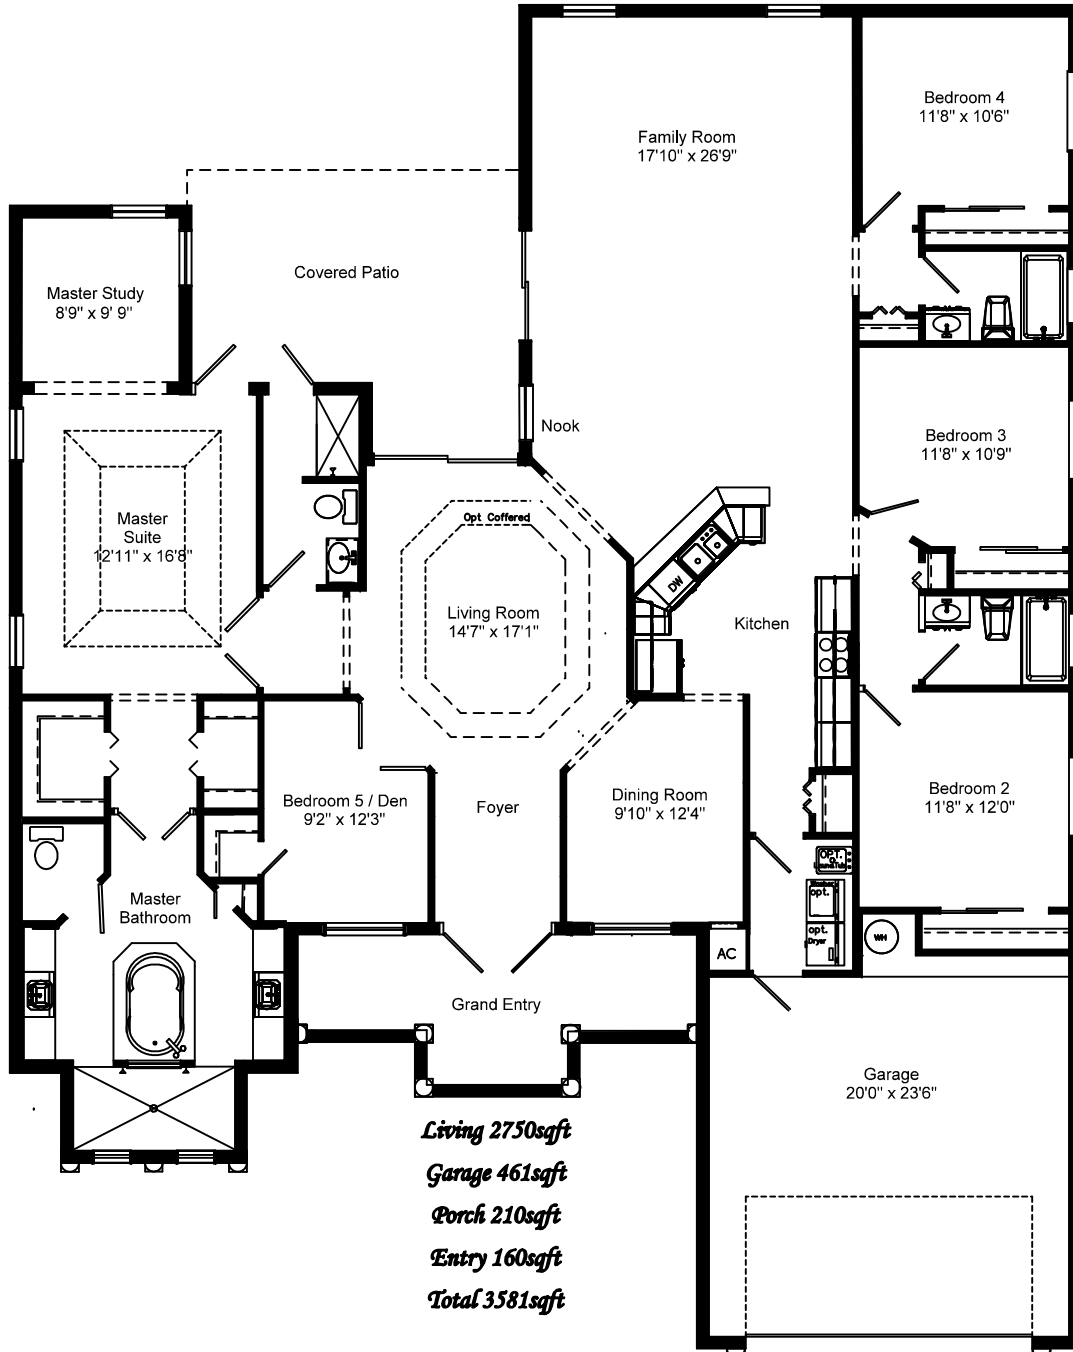 Bedroom 4
11'8" x 10'6"
Family Room
17'10" x 26'9"
Covered Patio
Master Study
8'9" x 9' 9"
Nook
Bedroom 3
11'8" x 10'9"
Master
Suite
12'11" x 16'8"
Opt Coffered
DW
Living Room
14'7" x 17'1"
Kitchen
Bedroom 5 / Den
9'2" x 12'3"
Foyer
Dining Room
9'10" x 12'4"
Bedroom 2
11'8" x 12'0"
OPT.
Master
Bathroom
opt.
opt.
Dryer
WH
AC
Grand Entry
Garage
20'0" x 23'6"
Living 2750sqft
Garage 461sqft
Porch 210sqft
Entry 160sqft
Total 3581sqft